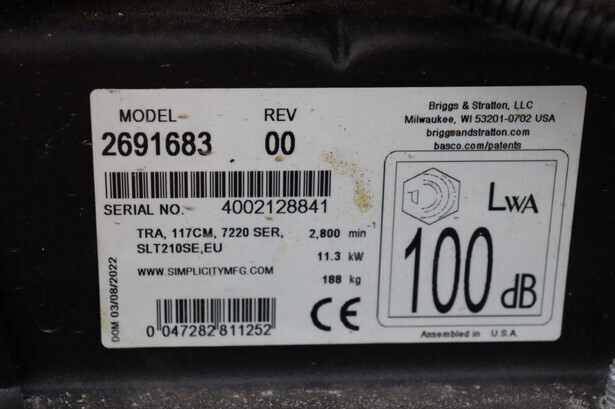 MODEL REV
2691683 00
SERIAL NO. 4002128841
TRA, 117CM, 7220 SER,
SLT210SE,EU
WWW.SIMPLICITYMFG.COM
DOM 03/08/2022
0 047282 811252
2,800 min⁻¹
11.3 kW
188 kg
CE
Briggs & Stratton, LLC
Milwaukee, WI 53201-0702 USA
briggsandstratton.com
basco.com/patents
LWA
100 dB
Assembled in U.S.A.